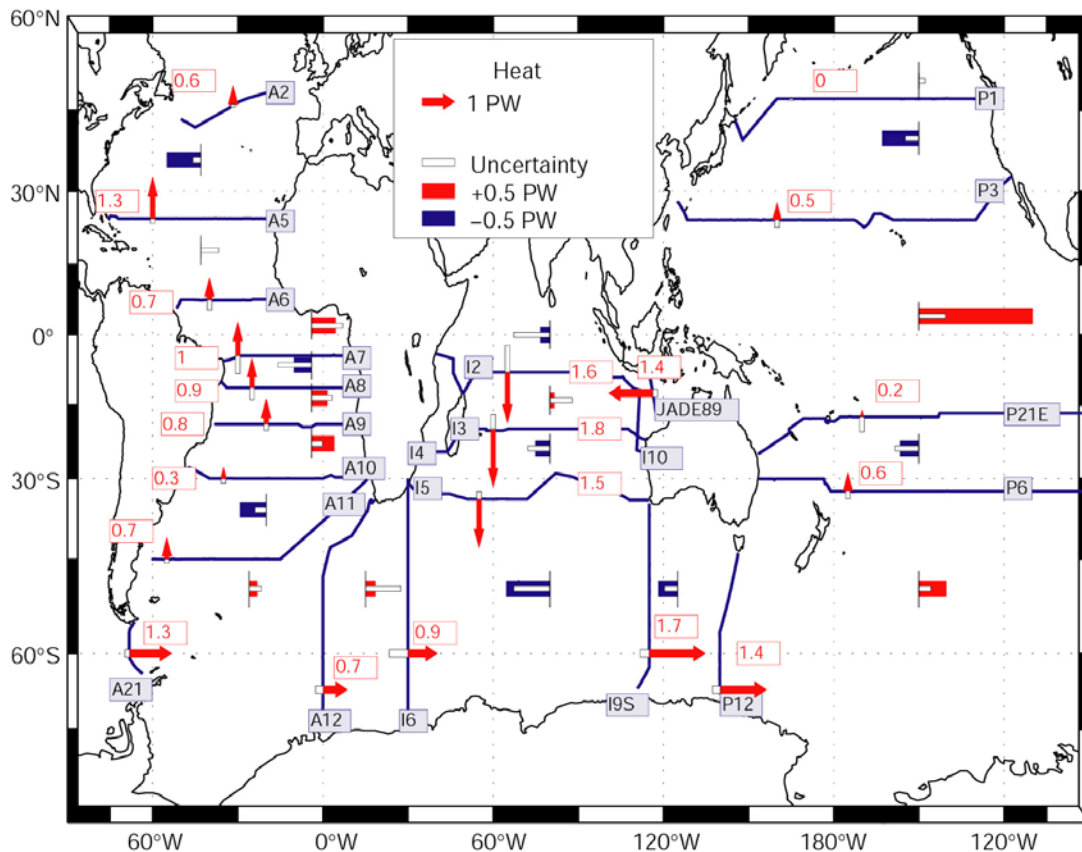 60°N
30°N
0°
30°S
60°S
60°W
0°W
60°W
120°W
180°W
120°W
Heat
1 PW
Uncertainty
+0.5 PW
−0.5 PW
0.6
A2
0
P1
1.3
A5
0.5
P3
0.7
A6
1
A7
I2
1.6
1.4
0.9
A8
JADE89
0.2
P21E
0.8
A9
I3
1.8
I4
I10
0.3
A10
I5
1.5
0.6
P6
A11
0.7
1.3
0.9
1.7
0.7
1.4
A21
A12
I6
I9S
P12